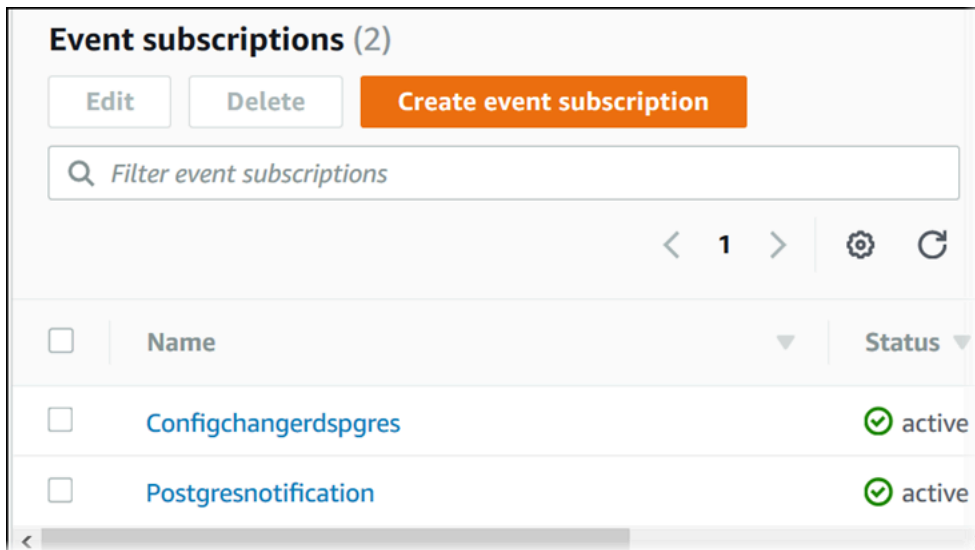 Event subscriptions (2)
Edit Delete Create event subscription
Filter event subscriptions
1
Name Status
Configchangerdspgres active
Postgresnotification active